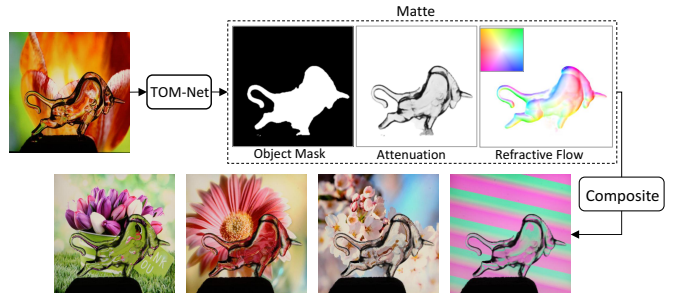 Matte
TOM-Net
Object Mask
Attenuation
Refractive Flow
Composite